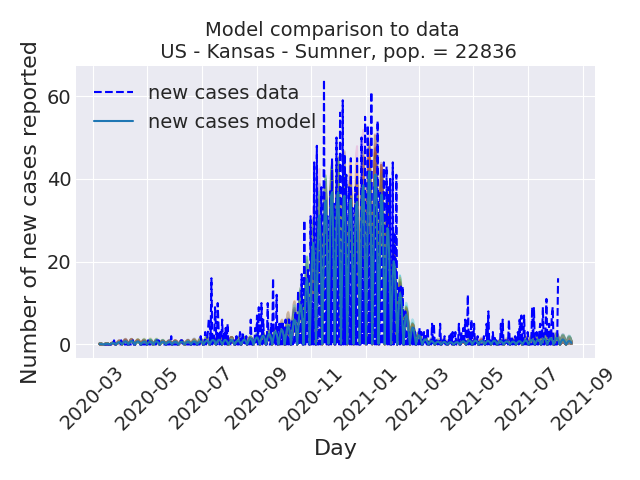 Model comparison to data
US - Kansas - Sumner, pop. = 22836
Number of new cases reported
60
40
20
0
new cases data
new cases model
2020-03
2020-05
2020-07
2020-09
2020-11
2021-01
2021-03
2021-05
2021-07
2021-09
Day